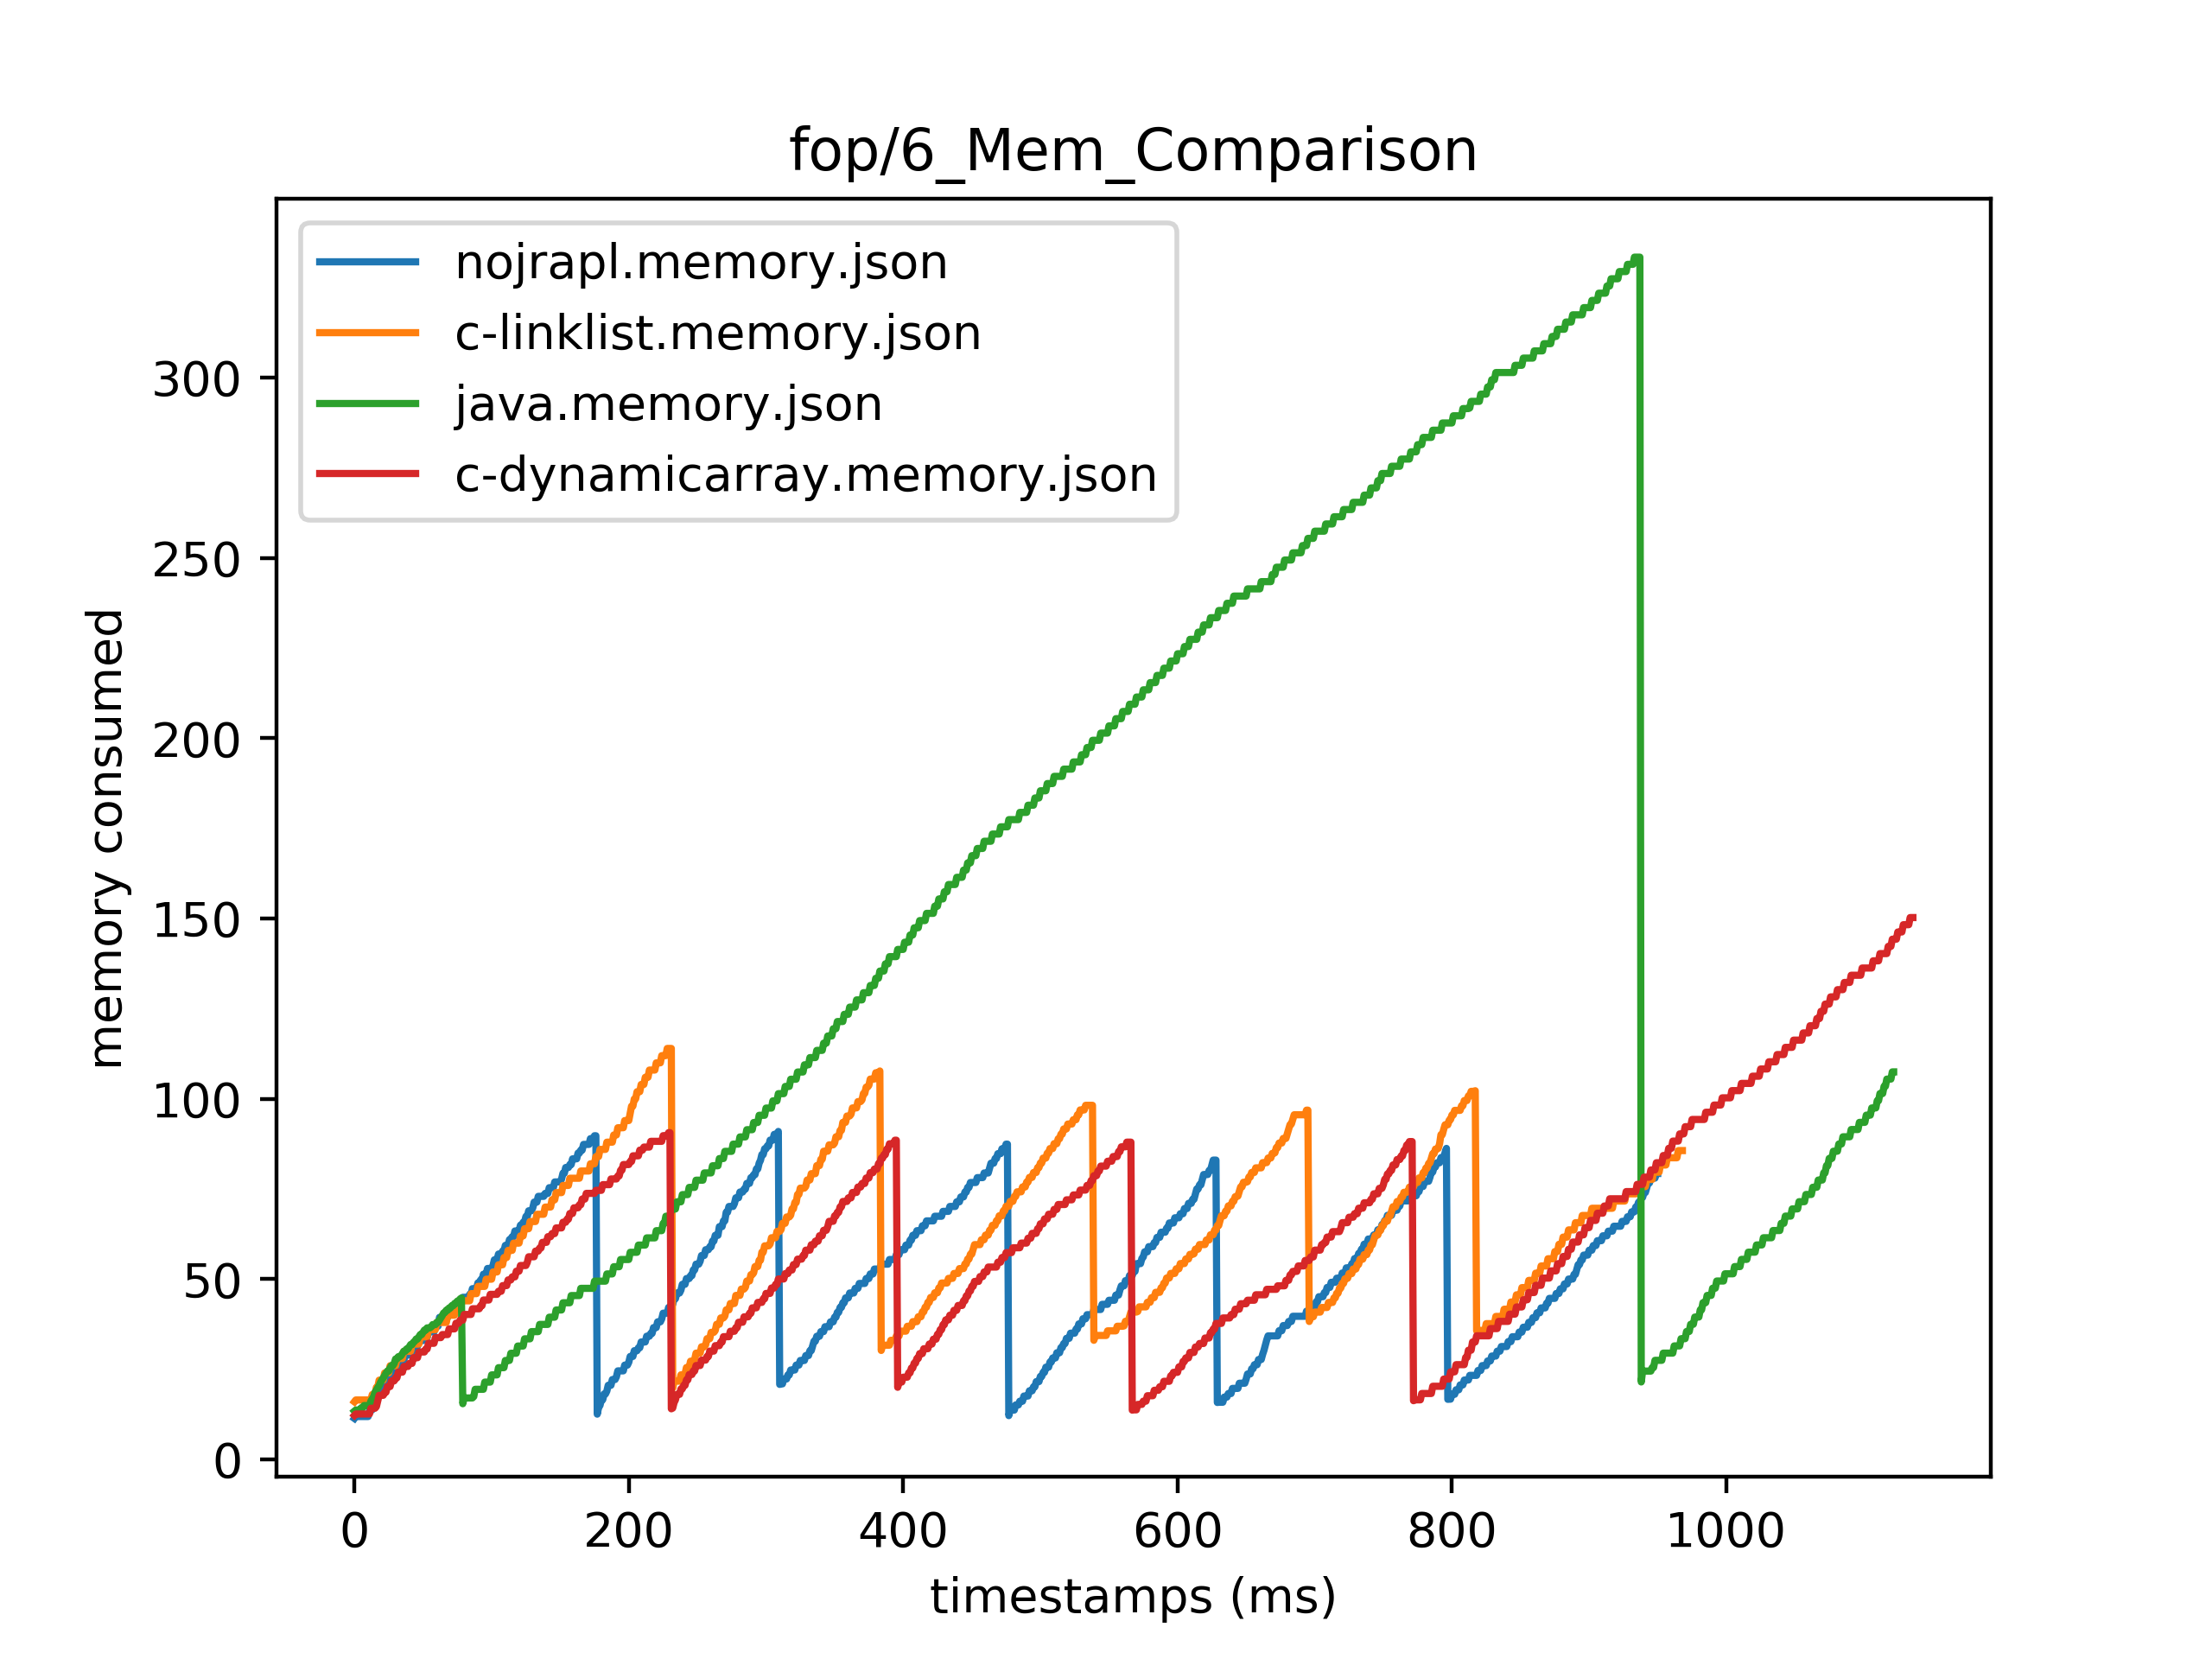 fop/6_Mem_Comparison
nojrapl.memory.json
c-linklist.memory.json
java.memory.json
c-dynamicarray.memory.json
memory consumed
300
250
200
150
100
50
0
0 200 400 600 800 1000
timestamps (ms)